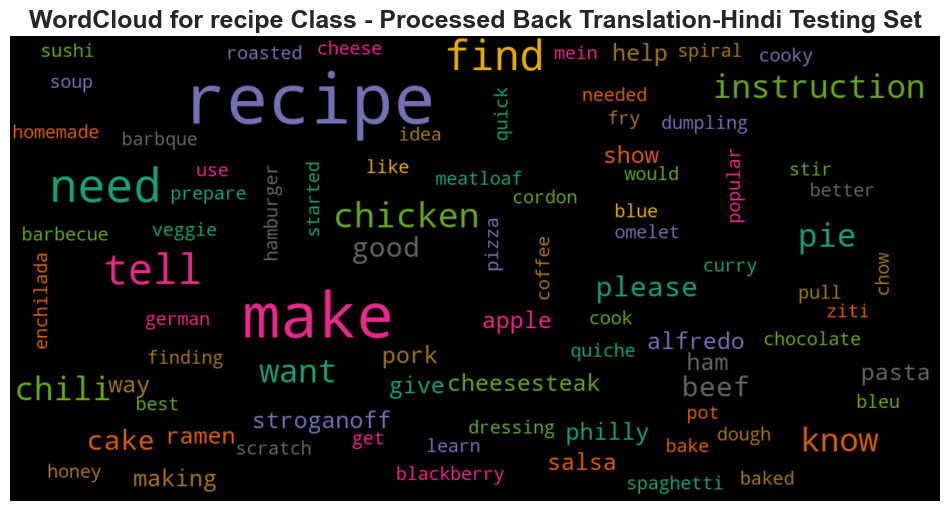 WordCloud for recipe Class - Processed Back Translation-Hindi Testing Set
sushi roasted cheese find mein help spiral cooky
soup recipe quick needed instruction
homemade barbque idea fry dumpling
need use like show popular stir
prepare hamburger started meatloaf cordon would better
barbecue veggie chicken blue omelet pie
tell good pizza coffee curry chow
enchilada german make apple please pull ziti
finding pork cook alfredo chocolate
chili way want give cheesesteak quiche ham beef pasta
best stroganoff dressing pot bleu
cake ramen scratch get learn philly bake dough know
honey making blackberry salsa spaghetti baked